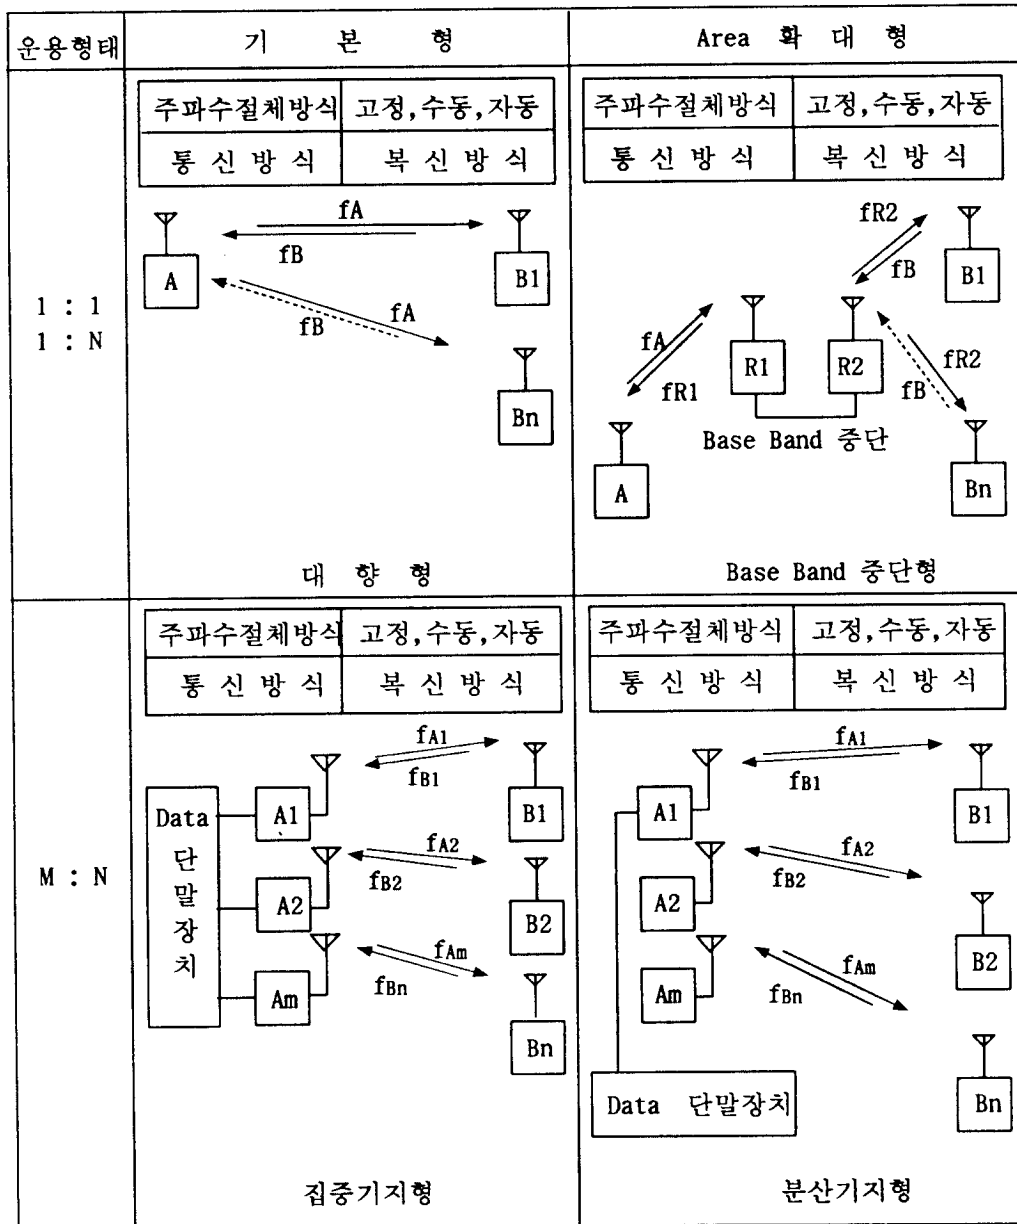 운용형태
기 본 형
Area 확 대 형
1 : 1
1 : N
주파수절체방식
고정,수동,자동
통 신 방 식
복 신 방 식
fA
fB
A
B1
fA
fB
Bn
대 향 형
주파수절체방식
고정,수동,자동
통 신 방 식
복 신 방 식
fR2
fB
B1
fA
fR1
R1
R2
fR2
fB
Base Band 중단
A
Bn
Base Band 중단형
M : N
주파수절체방식
고정,수동,자동
통 신 방 식
복 신 방 식
fA1
fB1
Data
단
말
장
치
A1
B1
fA2
fB2
A2
B2
fAm
fBn
Am
Bn
집중기지형
주파수절체방식
고정,수동,자동
통 신 방 식
복 신 방 식
fA1
fB1
A1
B1
fA2
fB2
A2
B2
fAm
fBn
Am
Bn
Data 단말장치
분산기지형